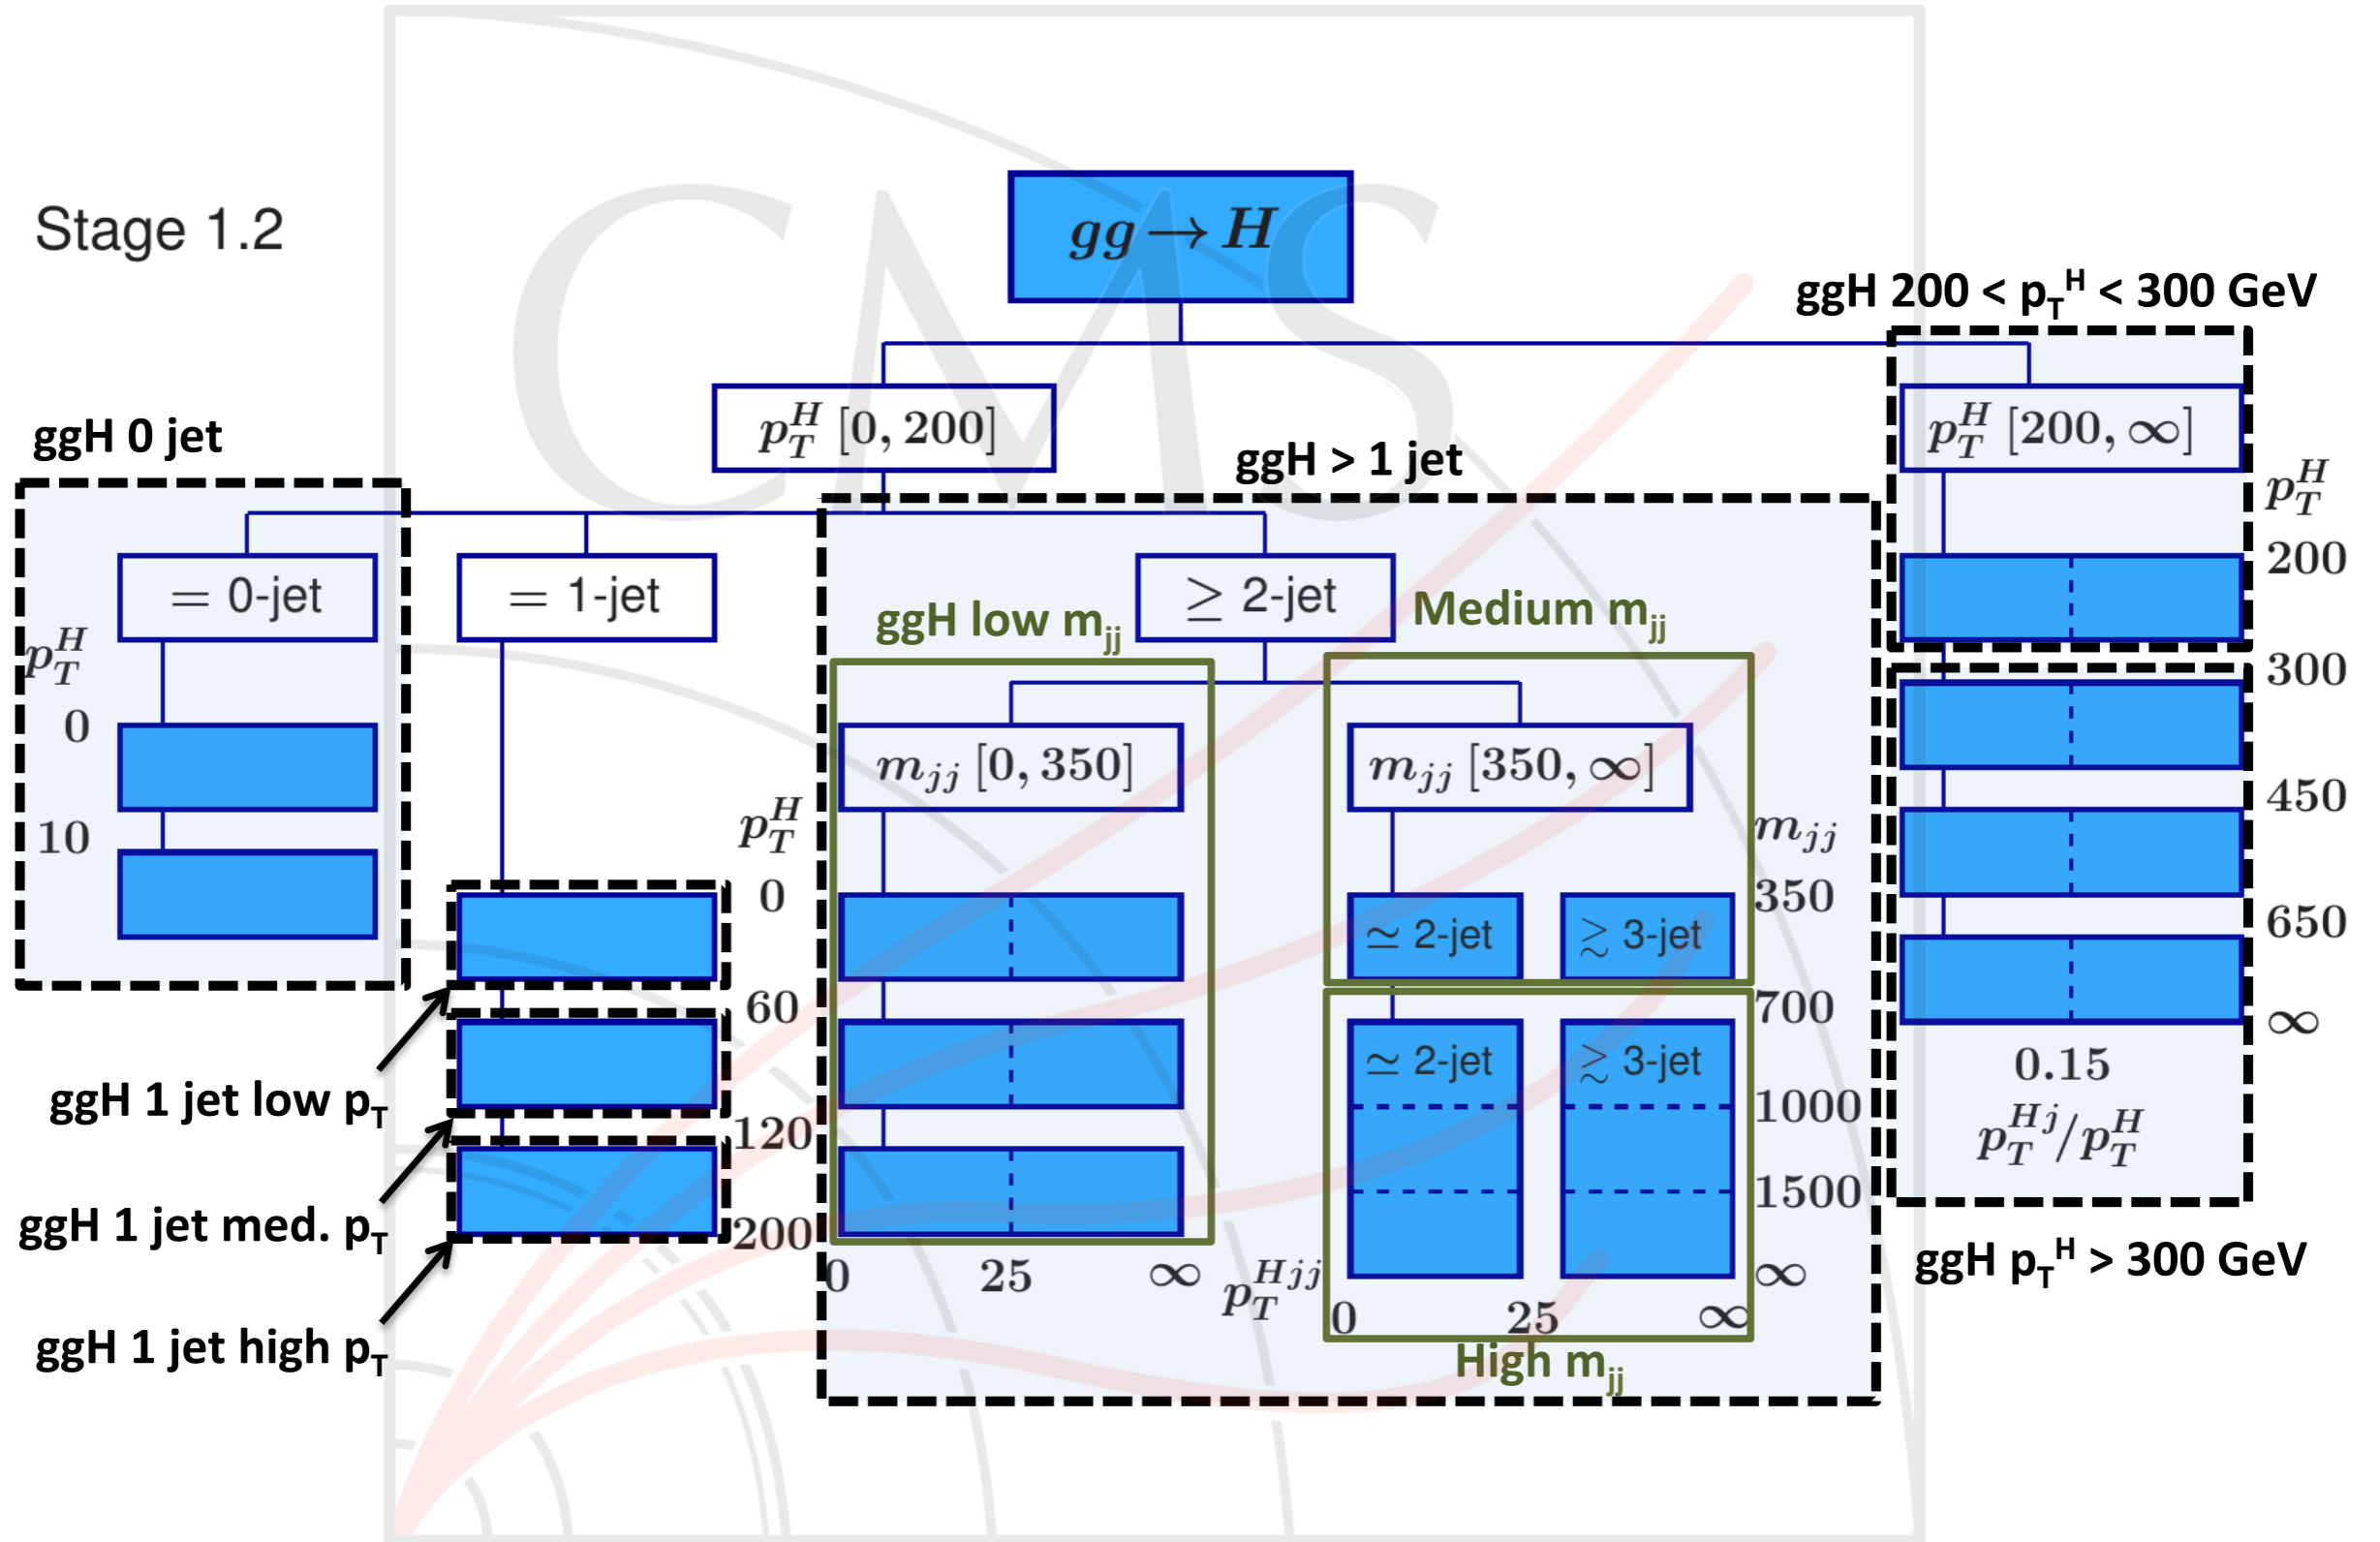 CMS
Stage 1.2
gg → H
ggH 200 < p_T^H < 300 GeV
p_T^H [0, 200]
p_T^H [200, ∞]
ggH 0 jet
ggH > 1 jet
p_T^H
200
300
450
650
∞
0.15
p_T^{Hj}/p_T^H
ggH p_T^H > 300 GeV
= 0-jet
= 1-jet
≥ 2-jet
p_T^H
0
10
ggH low m_jj
Medium m_jj
m_jj [0, 350]
m_jj [350, ∞]
p_T^H
0
60
120
200
m_jj
350
700
1000
1500
∞
≃ 2-jet
≳ 3-jet
≃ 2-jet
≳ 3-jet
ggH 1 jet low p_T
ggH 1 jet med. p_T
ggH 1 jet high p_T
0 25 ∞
p_T^{Hjj}
0 25 ∞
High m_jj